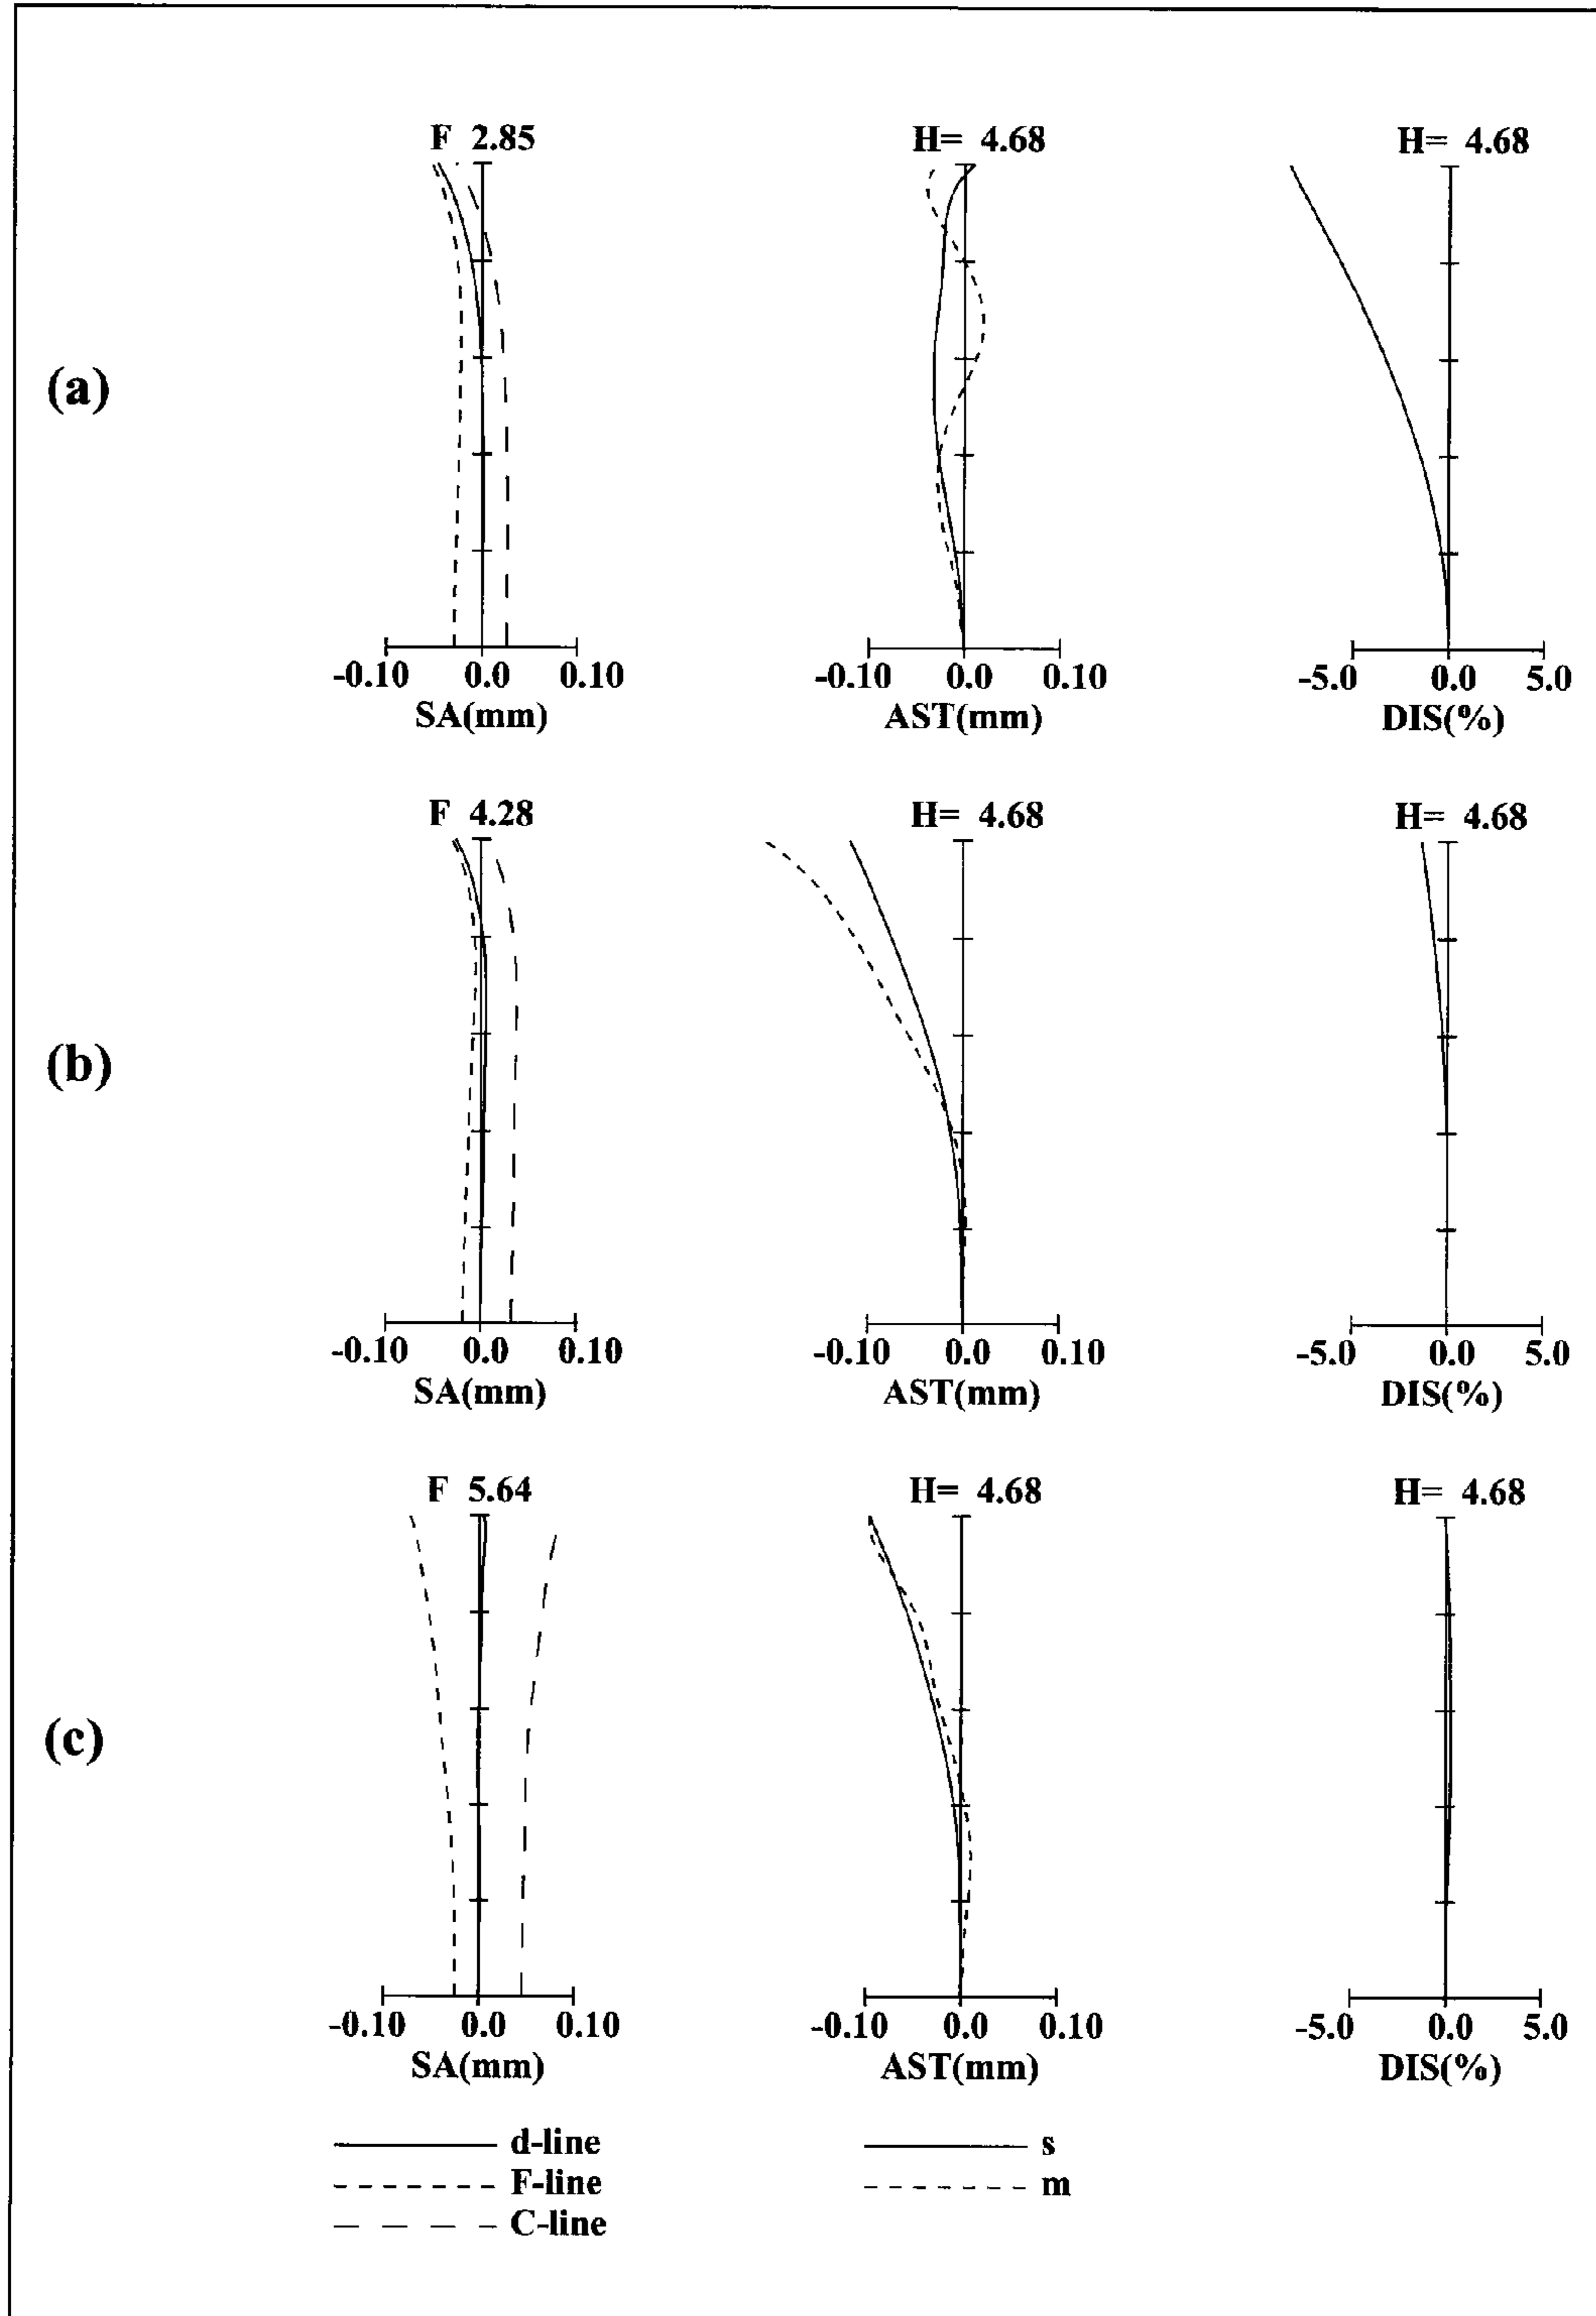 (a)
F 2.85
-0.10 0.0 0.10
SA(mm)
H= 4.68
-0.10 0.0 0.10
AST(mm)
H= 4.68
-5.0 0.0 5.0
DIS(%)
(b)
F 4.28
-0.10 0.0 0.10
SA(mm)
H= 4.68
-0.10 0.0 0.10
AST(mm)
H= 4.68
-5.0 0.0 5.0
DIS(%)
(c)
F 5.64
-0.10 0.0 0.10
SA(mm)
H= 4.68
-0.10 0.0 0.10
AST(mm)
H= 4.68
-5.0 0.0 5.0
DIS(%)
d-line
F-line
C-line
s
m